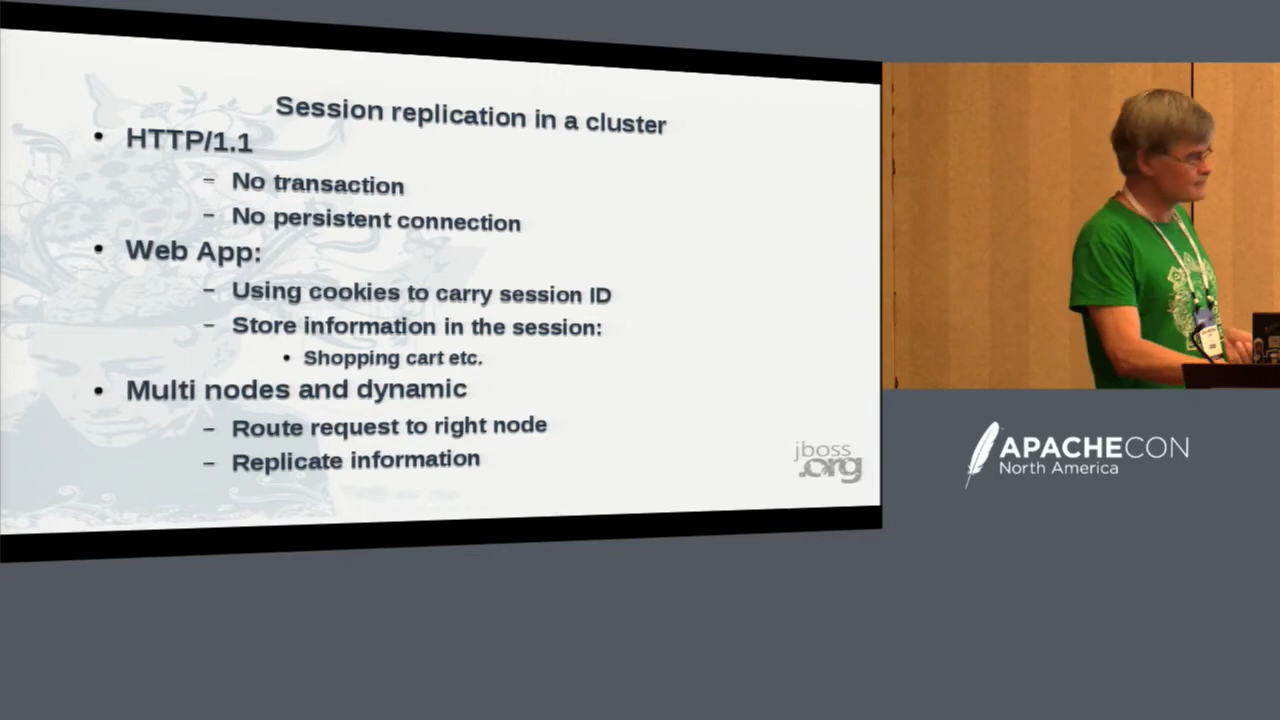 Session replication in a cluster
• HTTP/1.1
– No transaction
– No persistent connection
• Web App:
– Using cookies to carry session ID
– Store information in the session:
• Shopping cart etc.
• Multi nodes and dynamic
– Route request to right node
– Replicate information
jboss
.org
APACHECON
North America